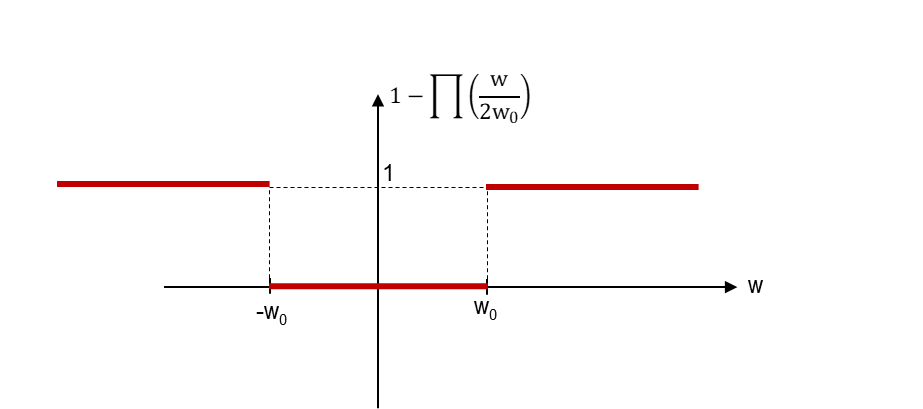 1 − ∏ (w / 2w₀)
1
w
-w₀
w₀